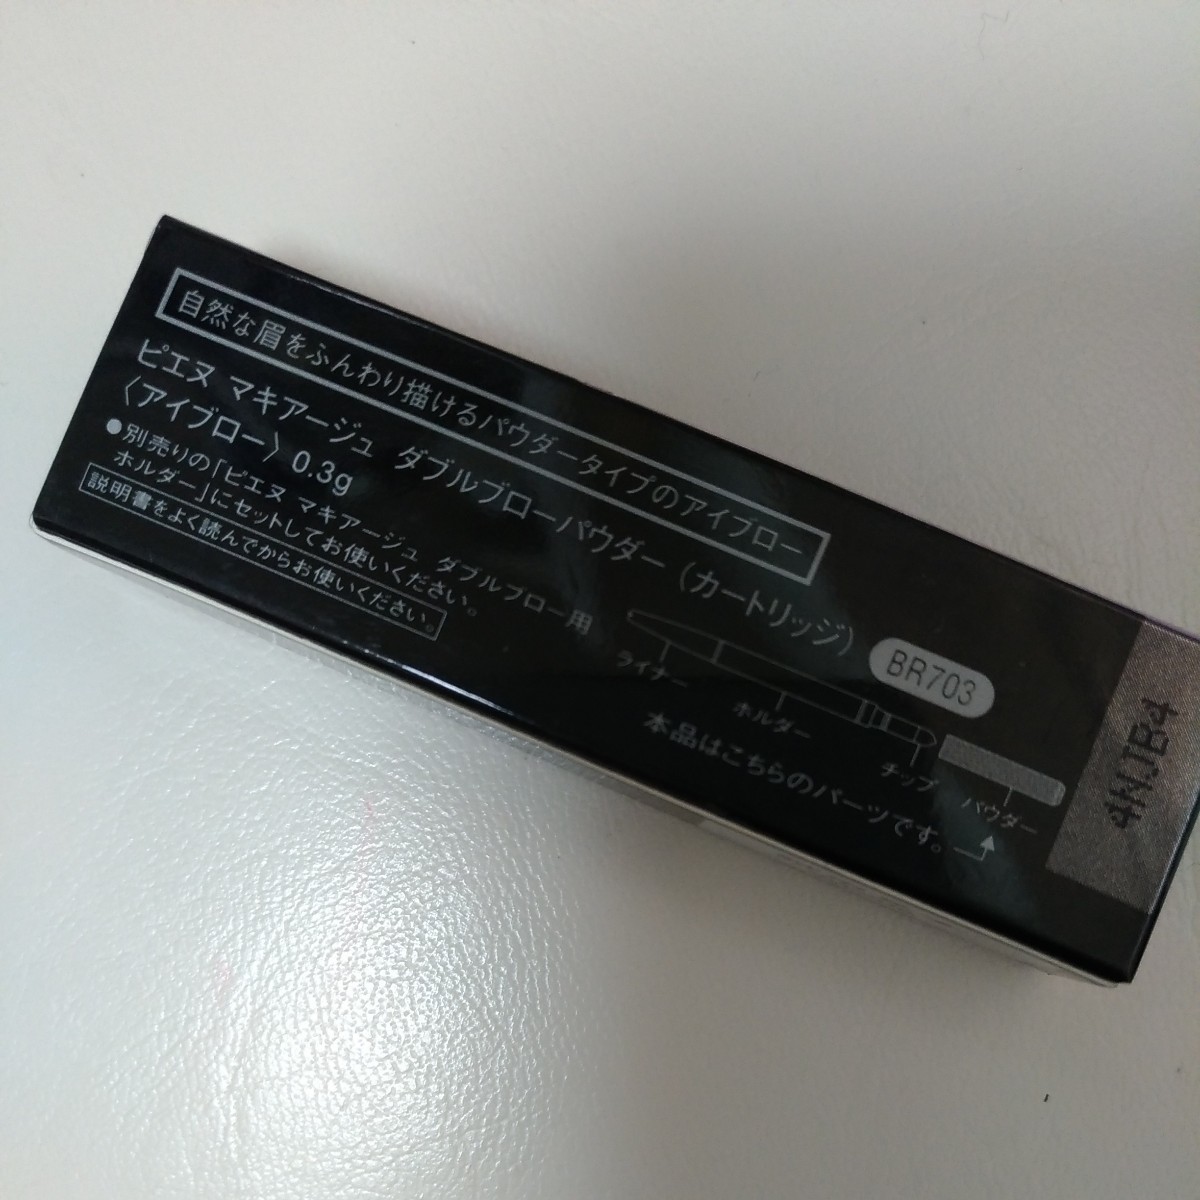 自然な眉をふんわり描けるパウダータイプのアイブロー
ピエヌ マキアージュ ダブルブローパウダー（カートリッジ）
〈アイブロー〉 0.3g
BR703
●別売りの「ピエヌ マキアージュ ダブルブロー用
ホルダー」にセットしてお使いください。
説明書をよく読んでからお使いください。
ライナー
ホルダー
チップ
パウダー
本品はこちらのパーツです。
4NJB4